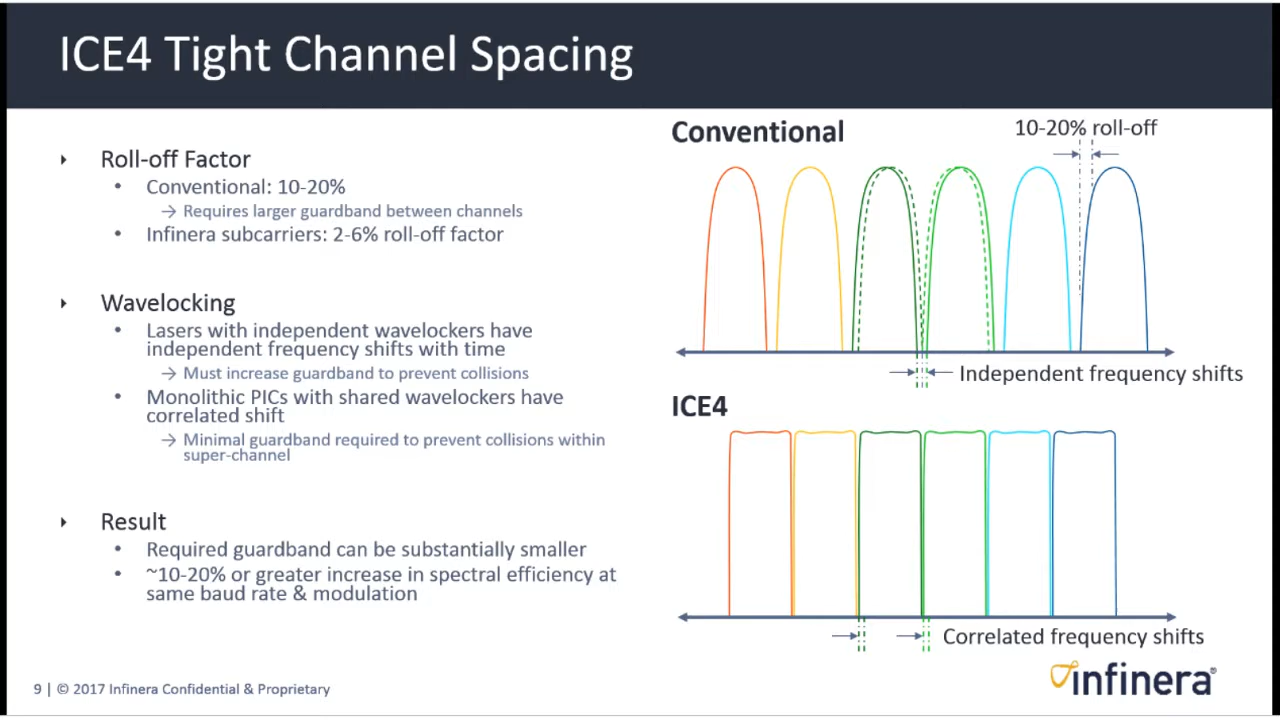 ICE4 Tight Channel Spacing
Roll-off Factor
Conventional: 10-20%
→ Requires larger guardband between channels
Infinera subcarriers: 2-6% roll-off factor
Wavelocking
Lasers with independent wavelockers have
independent frequency shifts with time
→ Must increase guardband to prevent collisions
Monolithic PICs with shared wavelockers have
correlated shift
→ Minimal guardband required to prevent collisions within
super-channel
Result
Required guardband can be substantially smaller
~10-20% or greater increase in spectral efficiency at
same baud rate & modulation
Conventional
10-20% roll-off
Independent frequency shifts
ICE4
Correlated frequency shifts
9 | © 2017 Infinera Confidential & Proprietary
infinera®